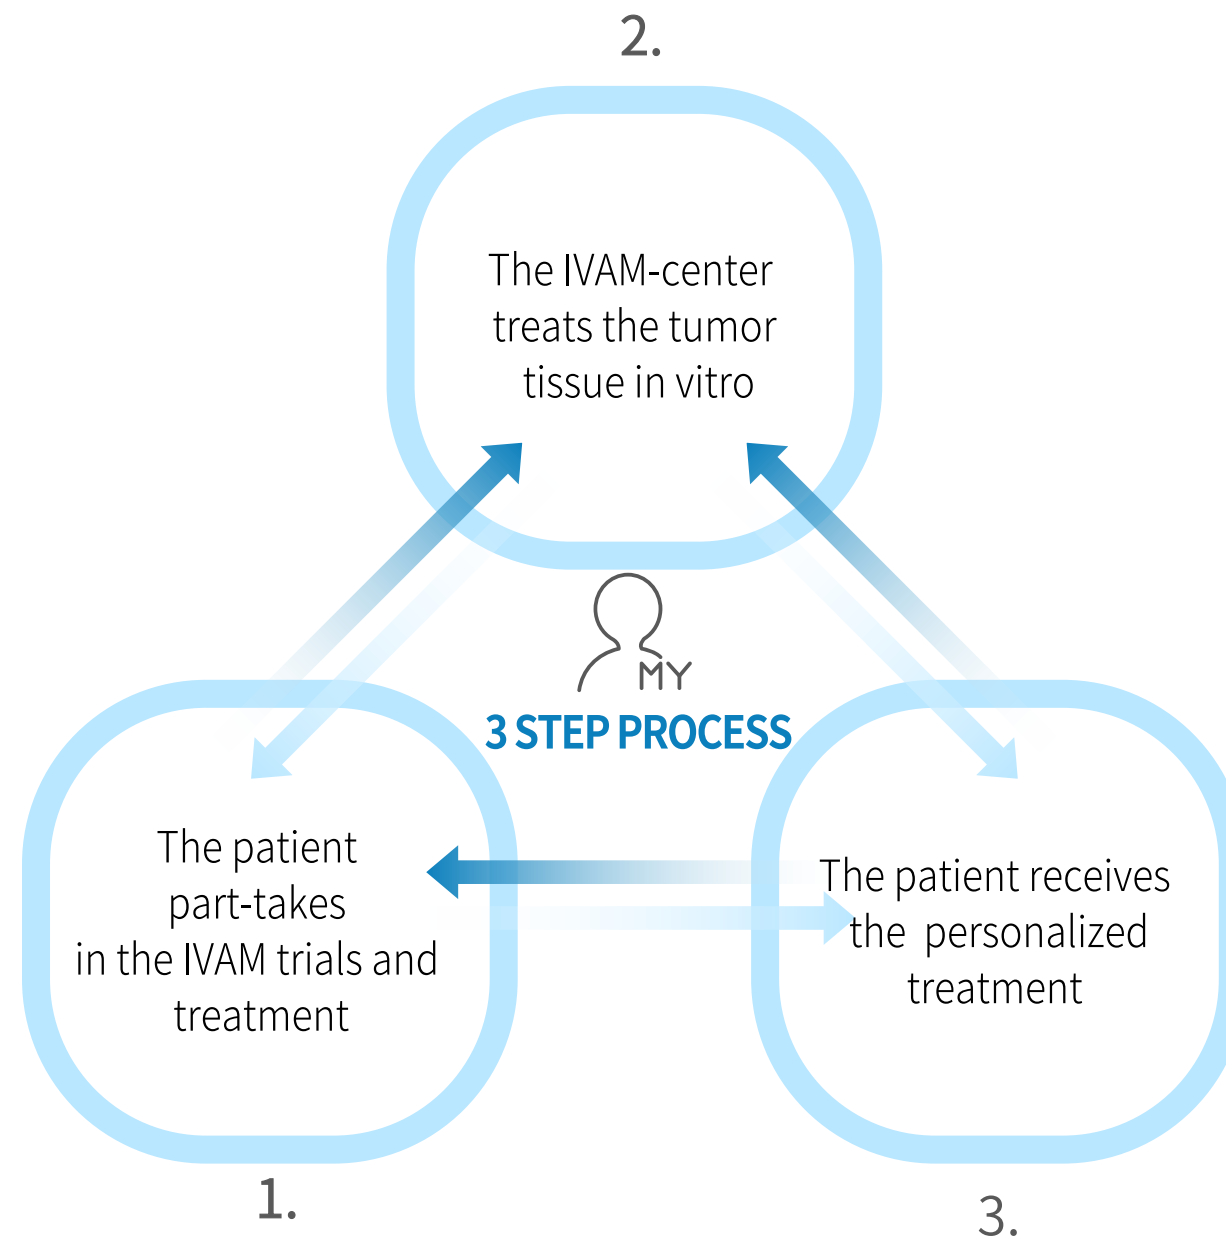 2.
The IVAM-center
treats the tumor
tissue in vitro
MY
3 STEP PROCESS
The patient
part-takes
in the IVAM trials and
treatment
1.
The patient receives
the personalized
treatment
3.